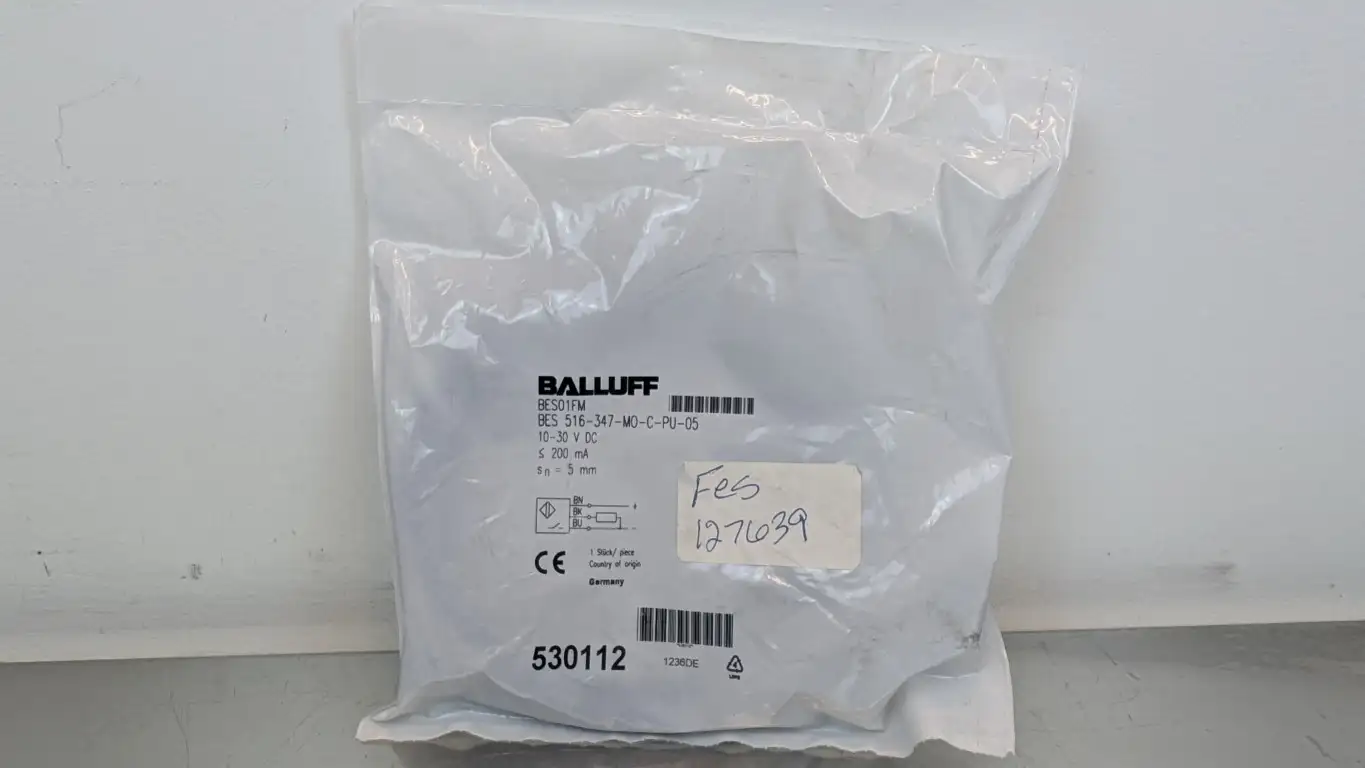 BALLUFF
BES01FM
BES 516-347-MO-C-PU-05
10-30 V DC
≤ 200 mA
sn = 5 mm
BN
+
BK
BU
-
Fes
127639
CE
1 Stück/ piece
Country of origin
Germany
530112
1236DE